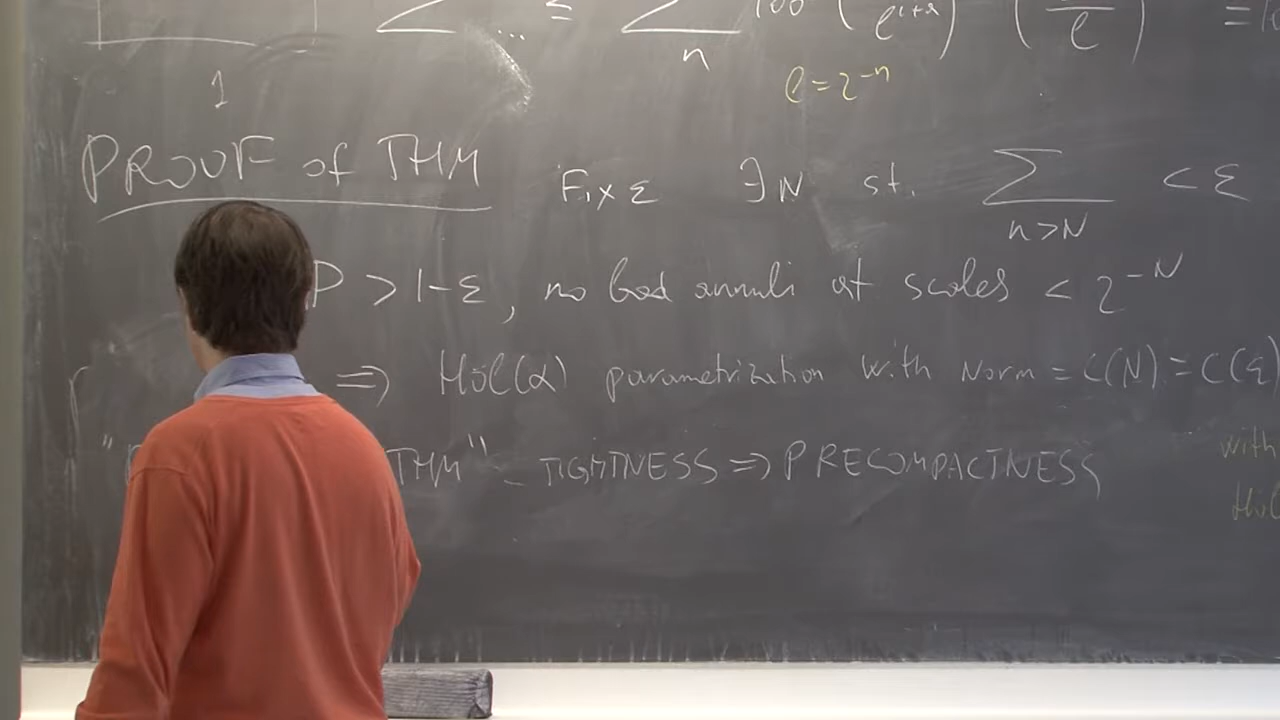 Σ ... ≤ Σ 100 ( ℓ^{1+α} ) ( ℓ ) =
n
1
ℓ = 2^{-n}
PROOF of THM Fix ε ∃N st. Σ < ε
n>N
P > 1-ε, no bad annuli at scales < 2^{-N}
⇒ Höl(α) parametrization with Norm = C(N) = C(ε)
" THM" = TIGHTNESS ⇒ PRECOMPACTNESS
with